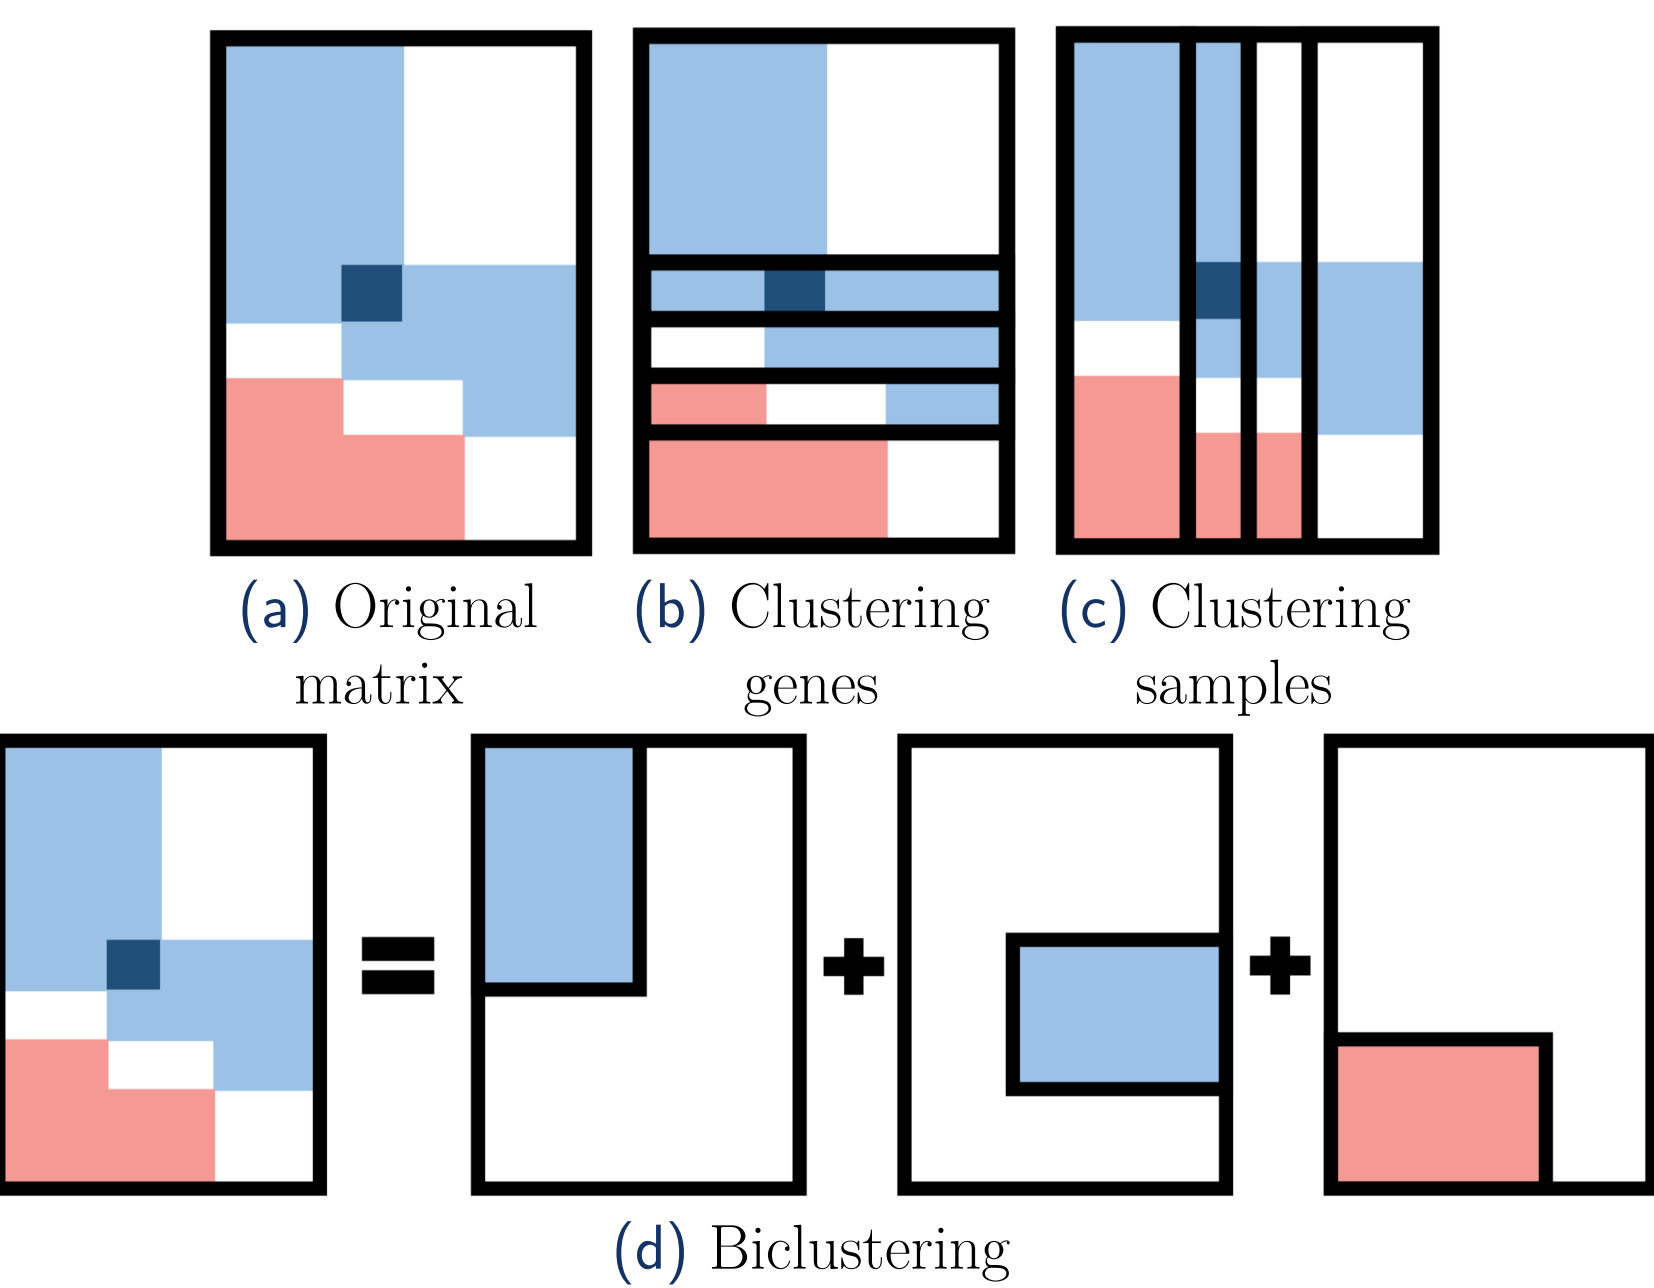 (a) Original (b) Clustering (c) Clustering
matrix genes samples
= + +
(d) Biclustering